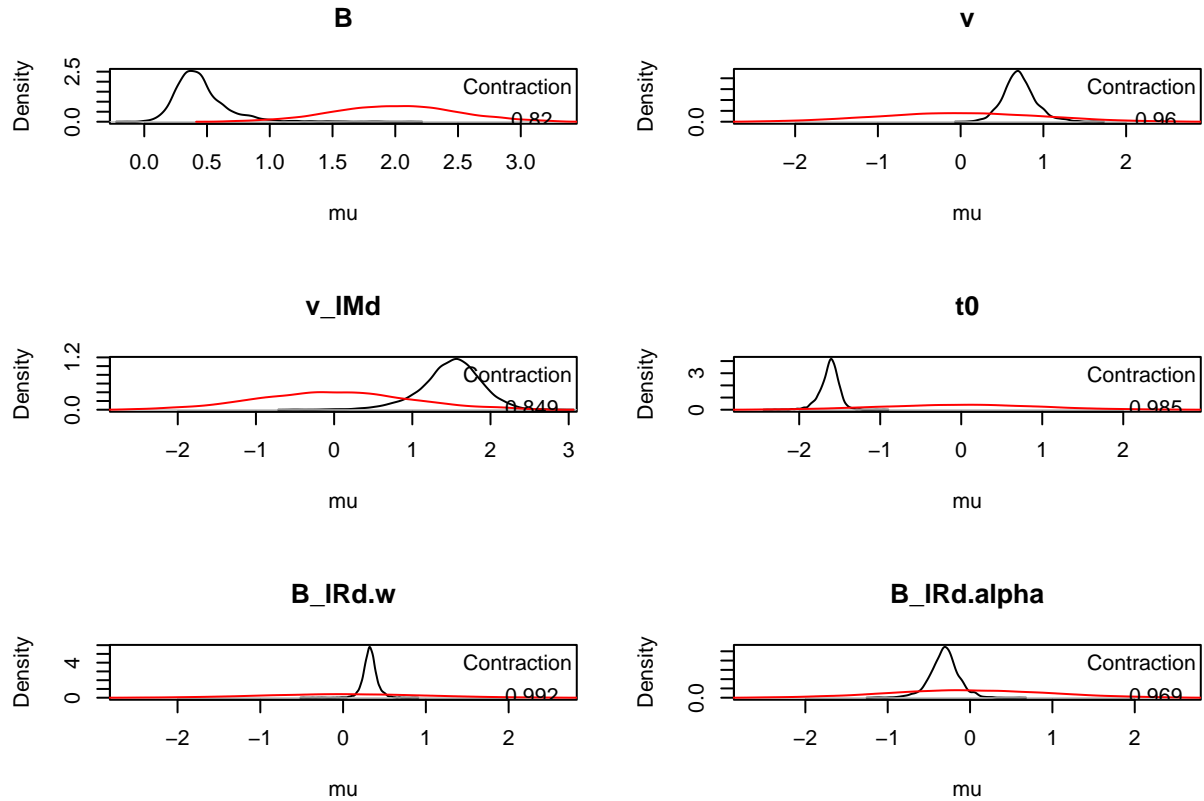 B
Density
0.0 2.5
Contraction
0.82
0.0 0.5 1.0 1.5 2.0 2.5 3.0
mu
v
Density
0.0
Contraction
0.96
−2 −1 0 1 2
mu
v_lMd
Density
0.0 1.2
Contraction
0.849
−2 −1 0 1 2 3
mu
t0
Density
0 3
Contraction
0.985
−2 −1 0 1 2
mu
B_lRd.w
Density
0 4
Contraction
0.992
−2 −1 0 1 2
mu
B_lRd.alpha
Density
0.0
Contraction
0.969
−2 −1 0 1 2
mu